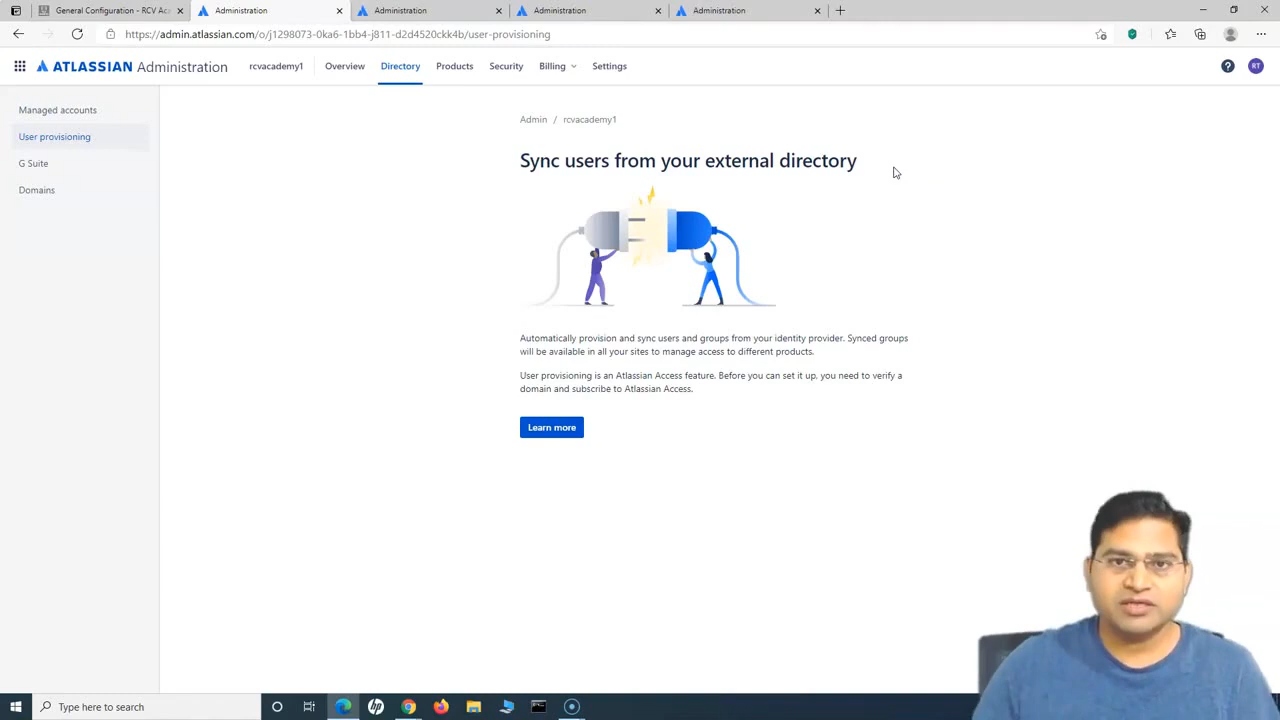 General Configuration - RCV Ac
Administration
Administration
Administration
Administration
https://admin.atlassian.com/o/j1298073-0ka6-1bb4-j811-d2d4520ckk4b/user-provisioning
ATLASSIAN Administration
rcvacademy1
Overview
Directory
Products
Security
Billing
Settings
RT
Managed accounts
User provisioning
G Suite
Domains
Admin / rcvacademy1
Sync users from your external directory
Automatically provision and sync users and groups from your identity provider. Synced groups
will be available in all your sites to manage access to different products.
User provisioning is an Atlassian Access feature. Before you can set it up, you need to verify a
domain and subscribe to Atlassian Access.
Learn more
hp
Type here to search